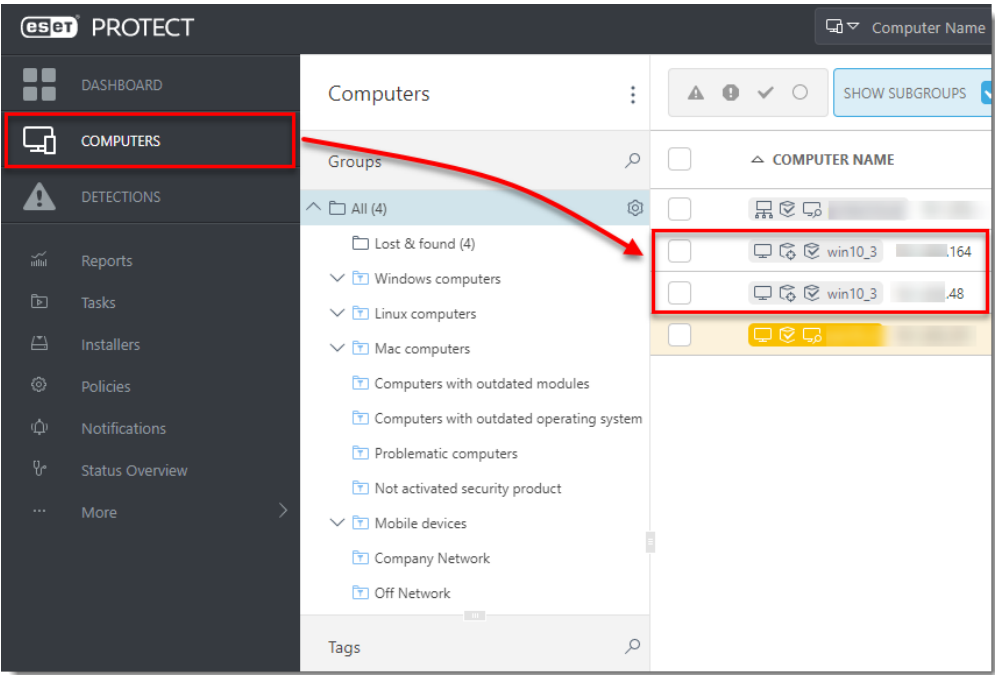 eset PROTECT
Computer Name
DASHBOARD
COMPUTERS
DETECTIONS
Reports
Tasks
Installers
Policies
Notifications
Status Overview
More
Computers
Groups
All (4)
Lost & found (4)
Windows computers
Linux computers
Mac computers
Computers with outdated modules
Computers with outdated operating system
Problematic computers
Not activated security product
Mobile devices
Company Network
Off Network
Tags
SHOW SUBGROUPS
COMPUTER NAME
win10_3 .164
win10_3 .48